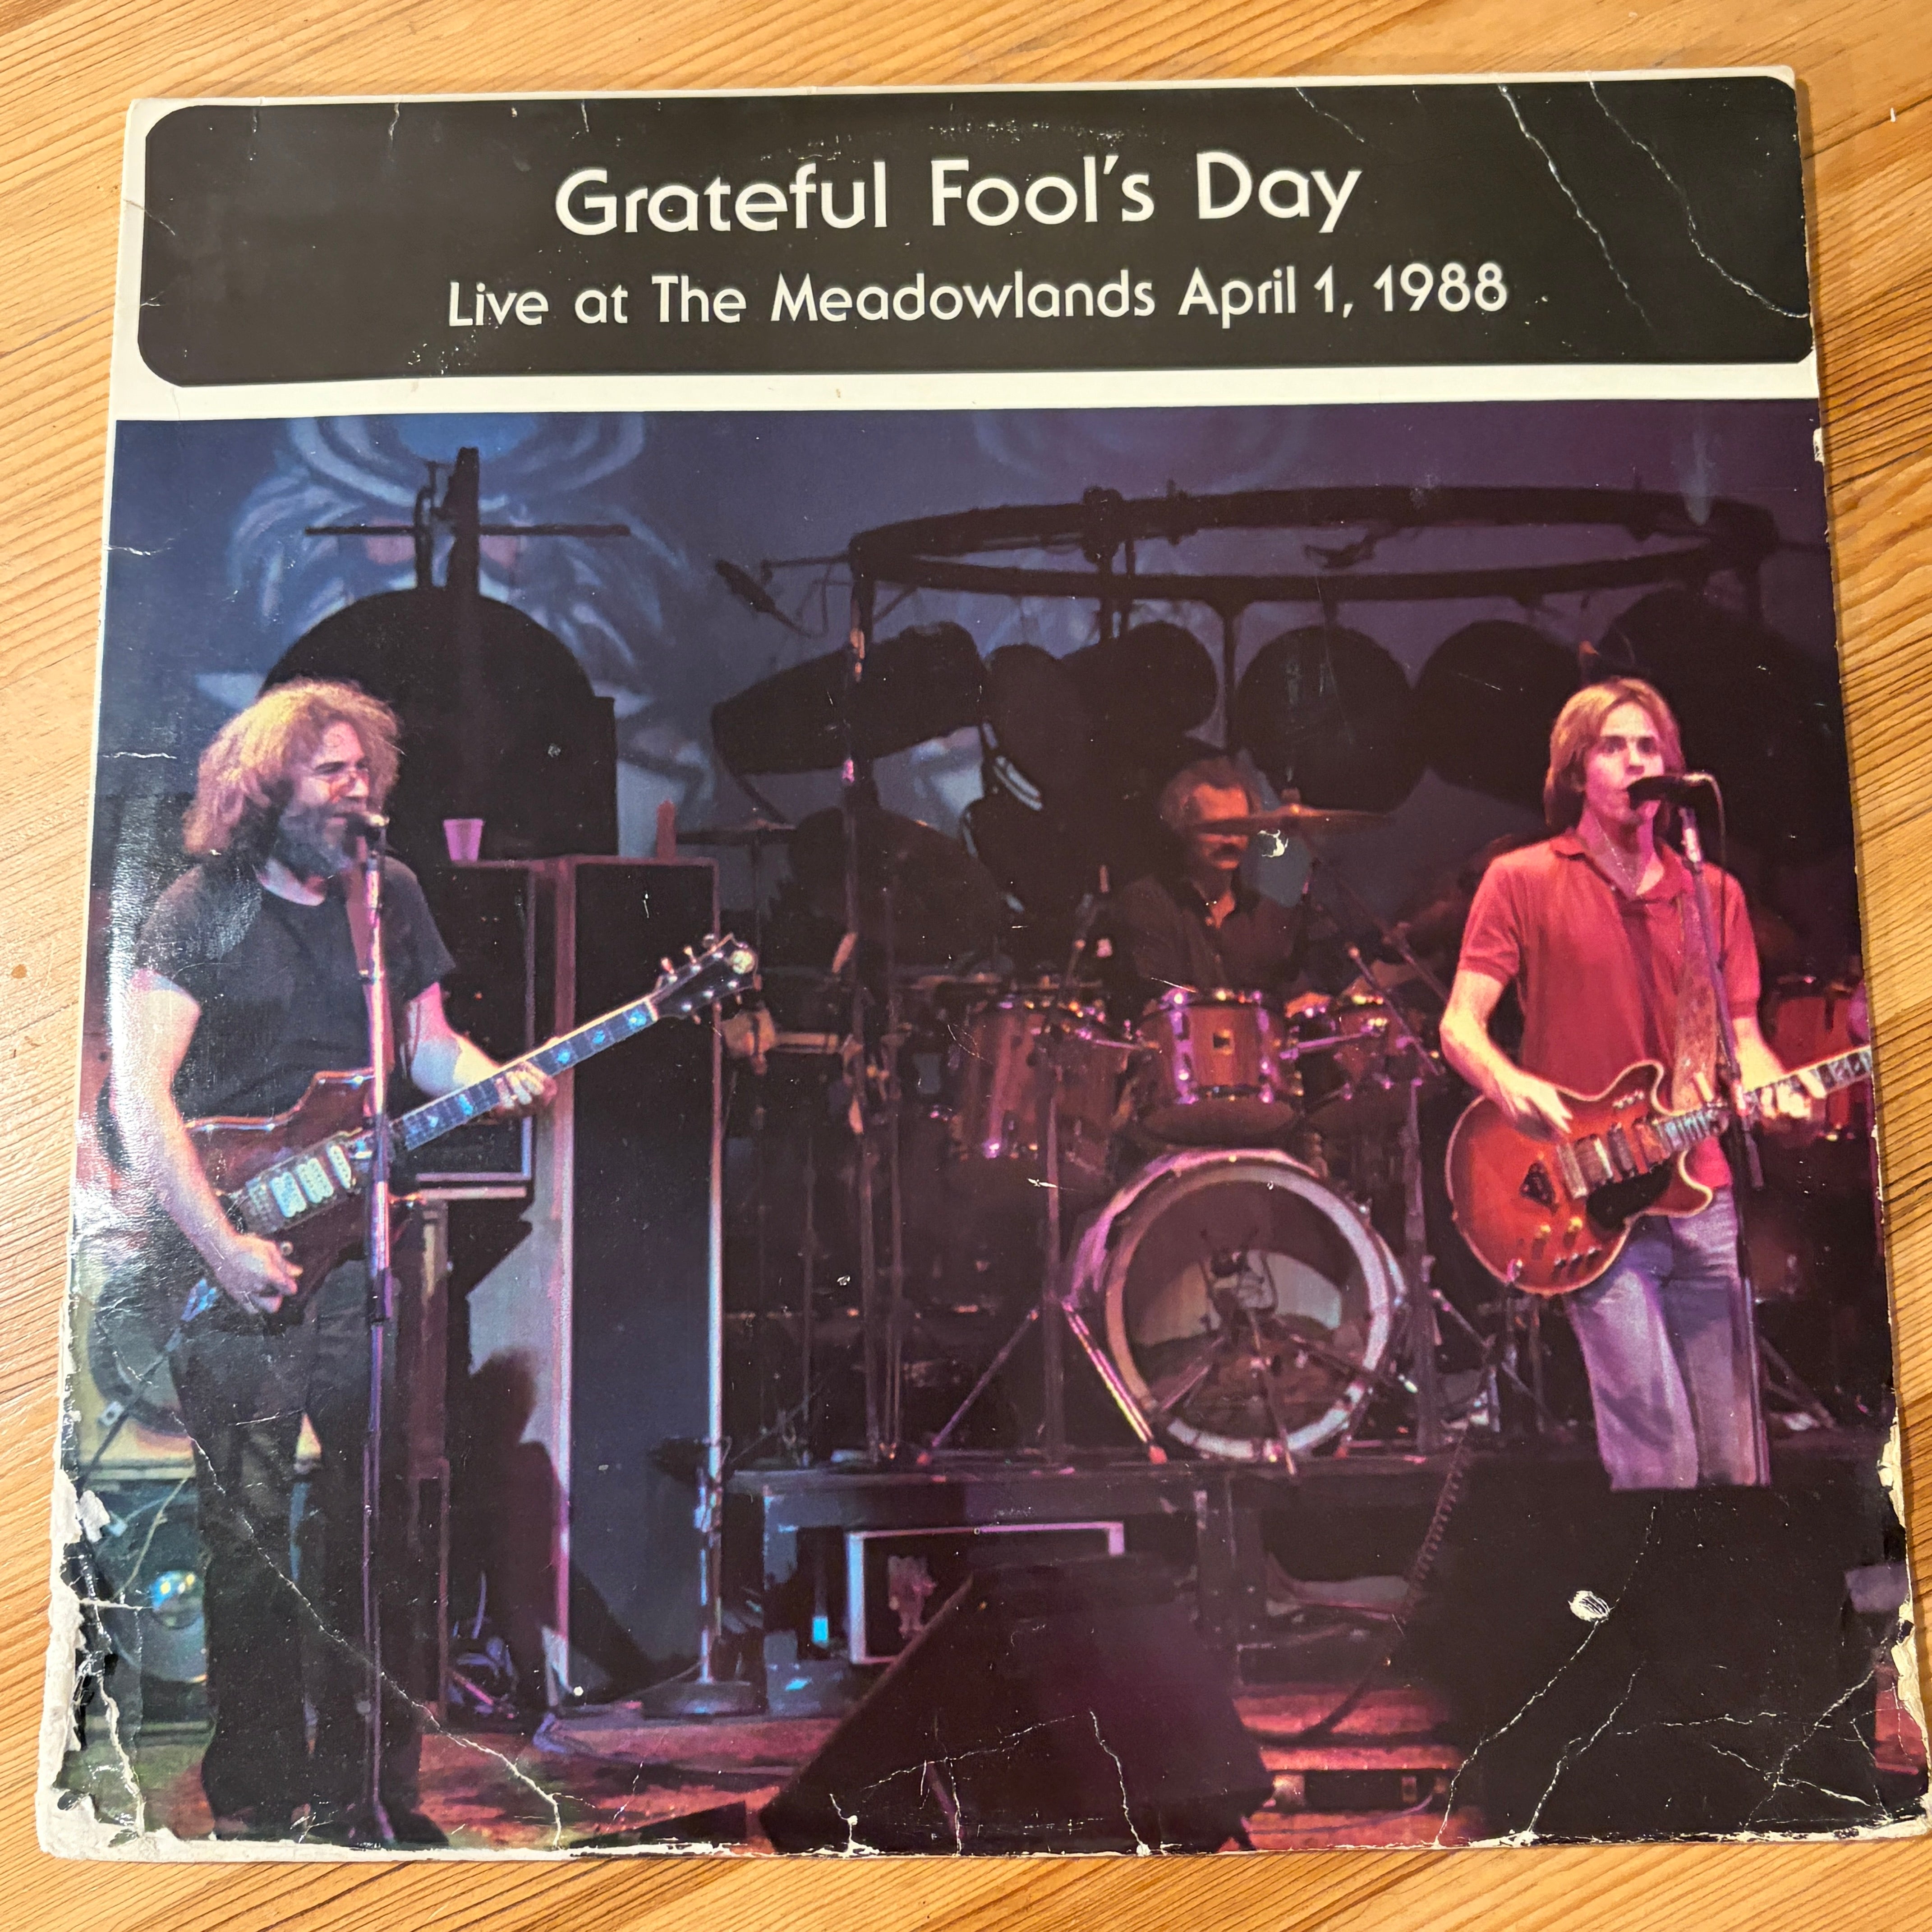 Grateful Fool's Day
Live at The Meadowlands April 1, 1988